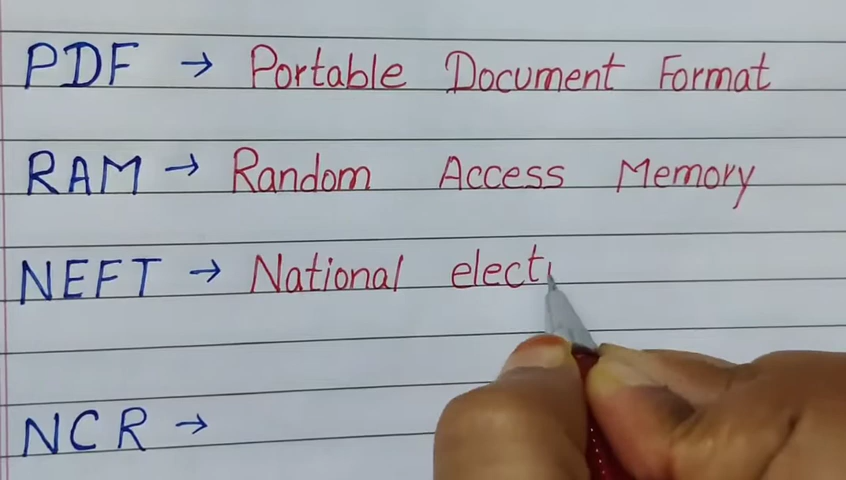 PDF → Portable Document Format
RAM → Random Access Memory
NEFT → National elect
NCR →